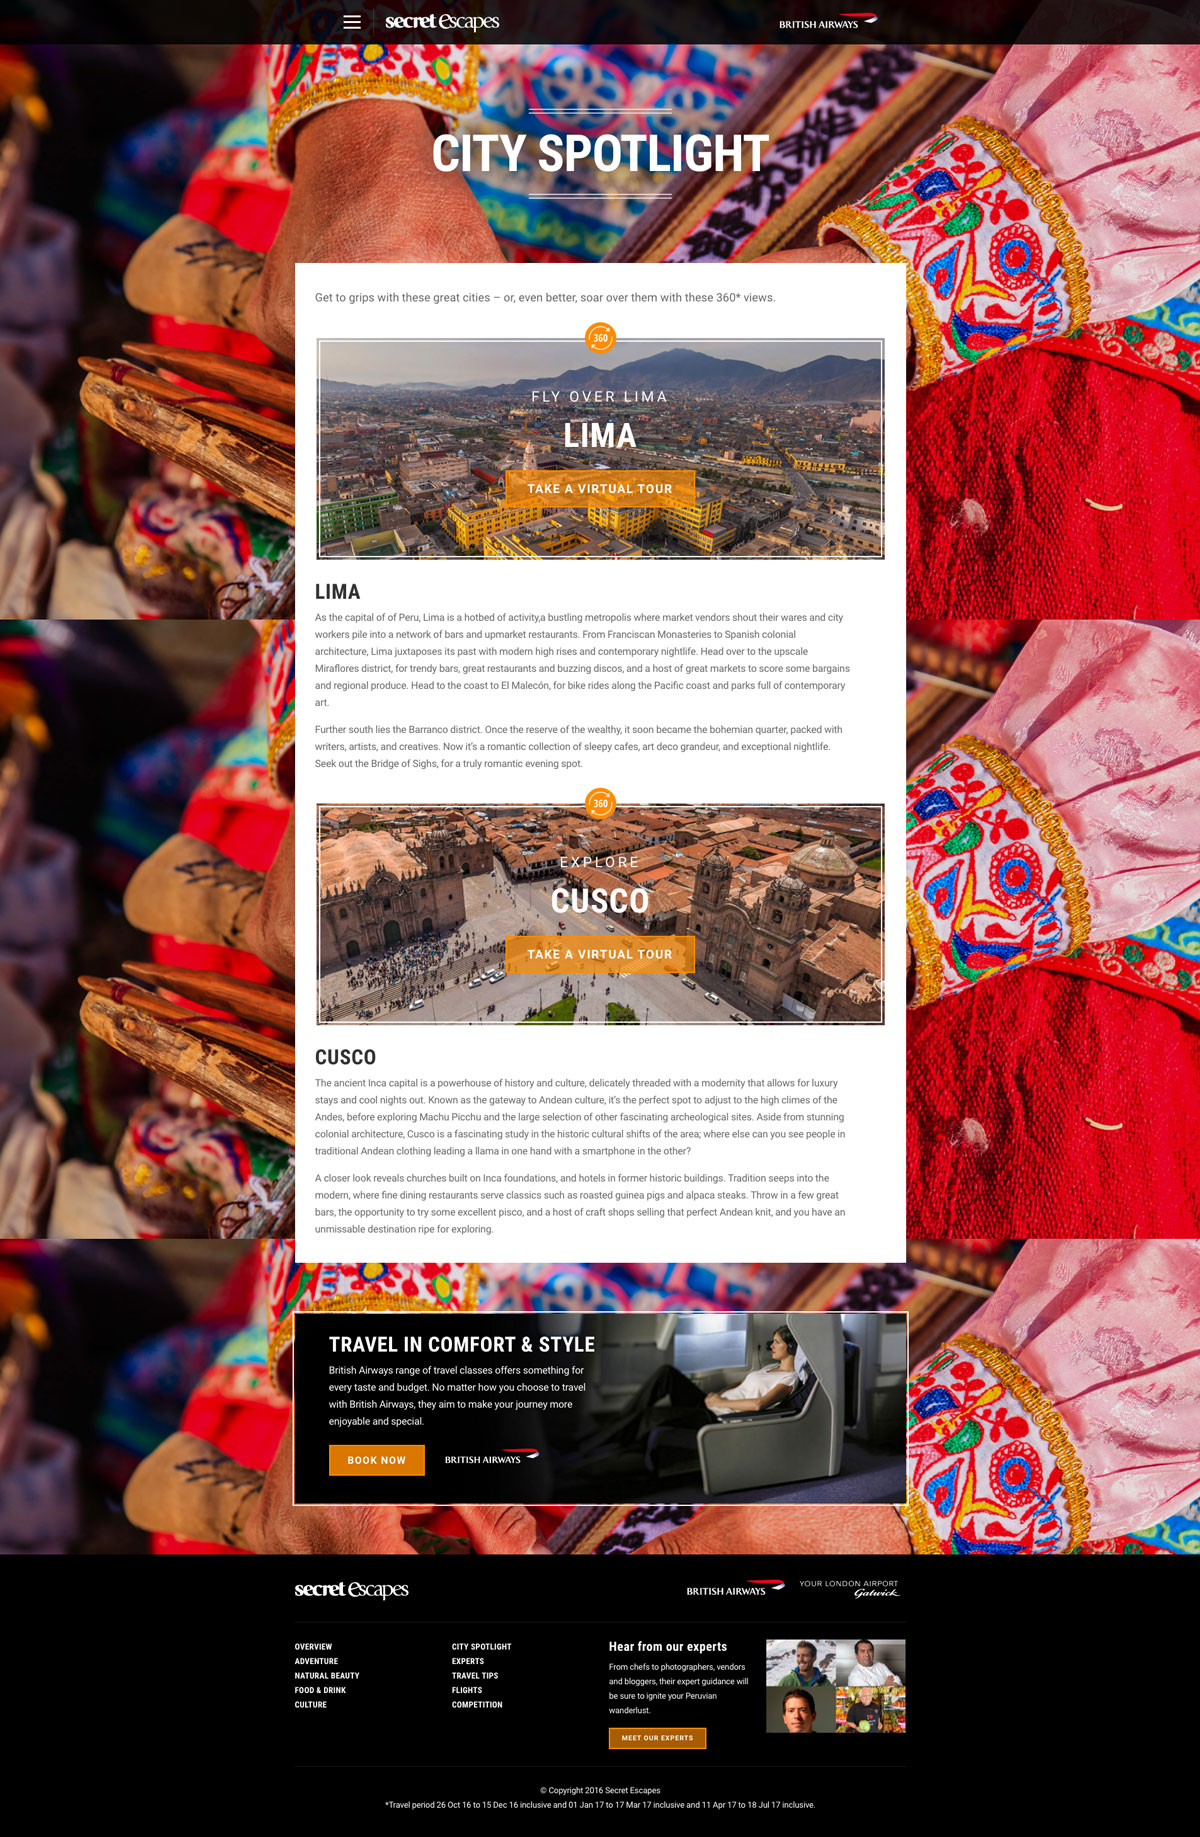 secret escapes
BRITISH AIRWAYS
CITY SPOTLIGHT
Get to grips with these great cities – or, even better, soar over them with these 360* views.
360
FLY OVER LIMA
LIMA
TAKE A VIRTUAL TOUR
LIMA
As the capital of of Peru, Lima is a hotbed of activity,a bustling metropolis where market vendors shout their wares and city
workers pile into a network of bars and upmarket restaurants. From Franciscan Monasteries to Spanish colonial
architecture, Lima juxtaposes its past with modern high rises and contemporary nightlife. Head over to the upscale
Miraflores district, for trendy bars, great restaurants and buzzing discos, and a host of great markets to score some bargains
and regional produce. Head to the coast to El Malecón, for bike rides along the Pacific coast and parks full of contemporary
art.
Further south lies the Barranco district. Once the reserve of the wealthy, it soon became the bohemian quarter, packed with
writers, artists, and creatives. Now it's a romantic collection of sleepy cafes, art deco grandeur, and exceptional nightlife.
Seek out the Bridge of Sighs, for a truly romantic evening spot.
360
EXPLORE
CUSCO
TAKE A VIRTUAL TOUR
CUSCO
The ancient Inca capital is a powerhouse of history and culture, delicately threaded with a modernity that allows for luxury
stays and cool nights out. Known as the gateway to Andean culture, it's the perfect spot to adjust to the high climes of the
Andes, before exploring Machu Picchu and the large selection of other fascinating archeological sites. Aside from stunning
colonial architecture, Cusco is a fascinating study in the historic cultural shifts of the area; where else can you see people in
traditional Andean clothing leading a llama in one hand with a smartphone in the other?
A closer look reveals churches built on Inca foundations, and hotels in former historic buildings. Tradition seeps into the
modern, where fine dining restaurants serve classics such as roasted guinea pigs and alpaca steaks. Throw in a few great
bars, the opportunity to try some excellent pisco, and a host of craft shops selling that perfect Andean knit, and you have an
unmissable destination ripe for exploring.
TRAVEL IN COMFORT & STYLE
British Airways range of travel classes offers something for
every taste and budget. No matter how you choose to travel
with British Airways, they aim to make your journey more
enjoyable and special.
BOOK NOW
BRITISH AIRWAYS
secret escapes
BRITISH AIRWAYS
YOUR LONDON AIRPORT
Gatwick
OVERVIEW
ADVENTURE
NATURAL BEAUTY
FOOD & DRINK
CULTURE
CITY SPOTLIGHT
EXPERTS
TRAVEL TIPS
FLIGHTS
COMPETITION
Hear from our experts
From chefs to photographers, vendors
and bloggers, their expert guidance will
be sure to ignite your Peruvian
wanderlust.
MEET OUR EXPERTS
© Copyright 2016 Secret Escapes
*Travel period 26 Oct 16 to 15 Dec 16 inclusive and 01 Jan 17 to 17 Mar 17 inclusive and 11 Apr 17 to 18 Jul 17 inclusive.